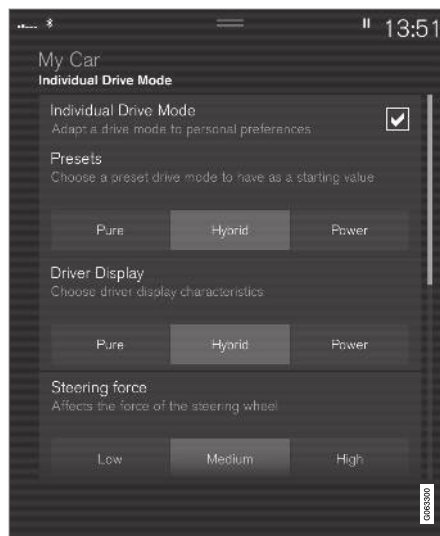 13:51
My Car
Individual Drive Mode
Individual Drive Mode
Adapt a drive mode to personal preferences
Presets
Choose a preset drive mode to have as a starting value
Pure Hybrid Power
Driver Display
Choose driver display characteristics
Pure Hybrid Power
Steering force
Affects the force of the steering wheel
Low Medium High
G063300